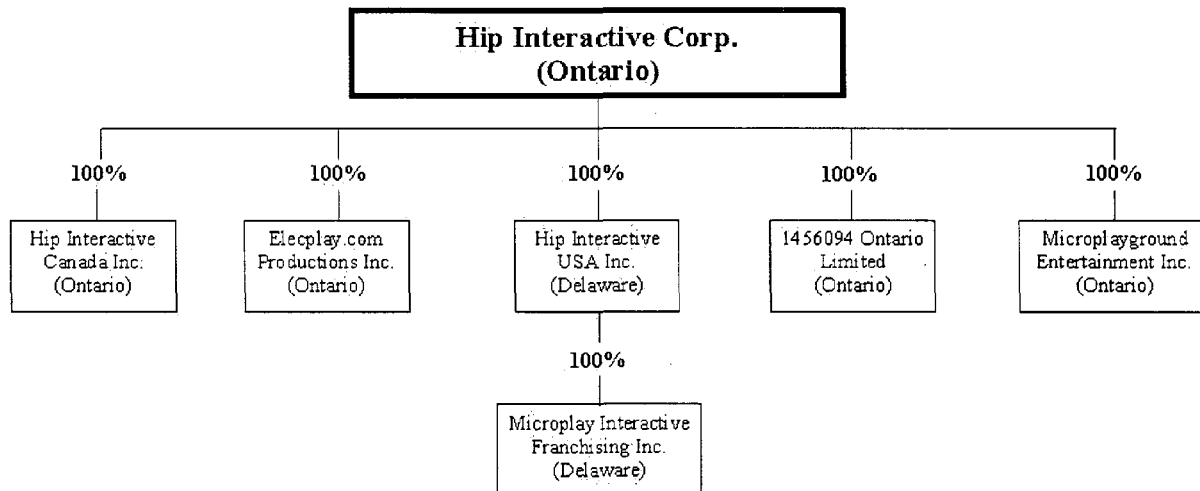 Hip Interactive Corp.
(Ontario)
100%
100%
100%
100%
100%
Hip Interactive
Canada Inc.
(Ontario)
Elecplay.com
Productions Inc.
(Ontario)
Hip Interactive
USA Inc.
(Delaware)
1456094 Ontario
Limited
(Ontario)
Microplayground
Entertainment Inc.
(Ontario)
100%
Microplay Interactive
Franchising Inc.
(Delaware)